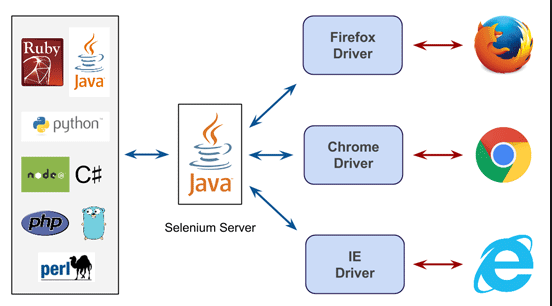 Ruby
Java
python
node
C#
php
perl
Java
Selenium Server
Firefox
Driver
Chrome
Driver
IE
Driver